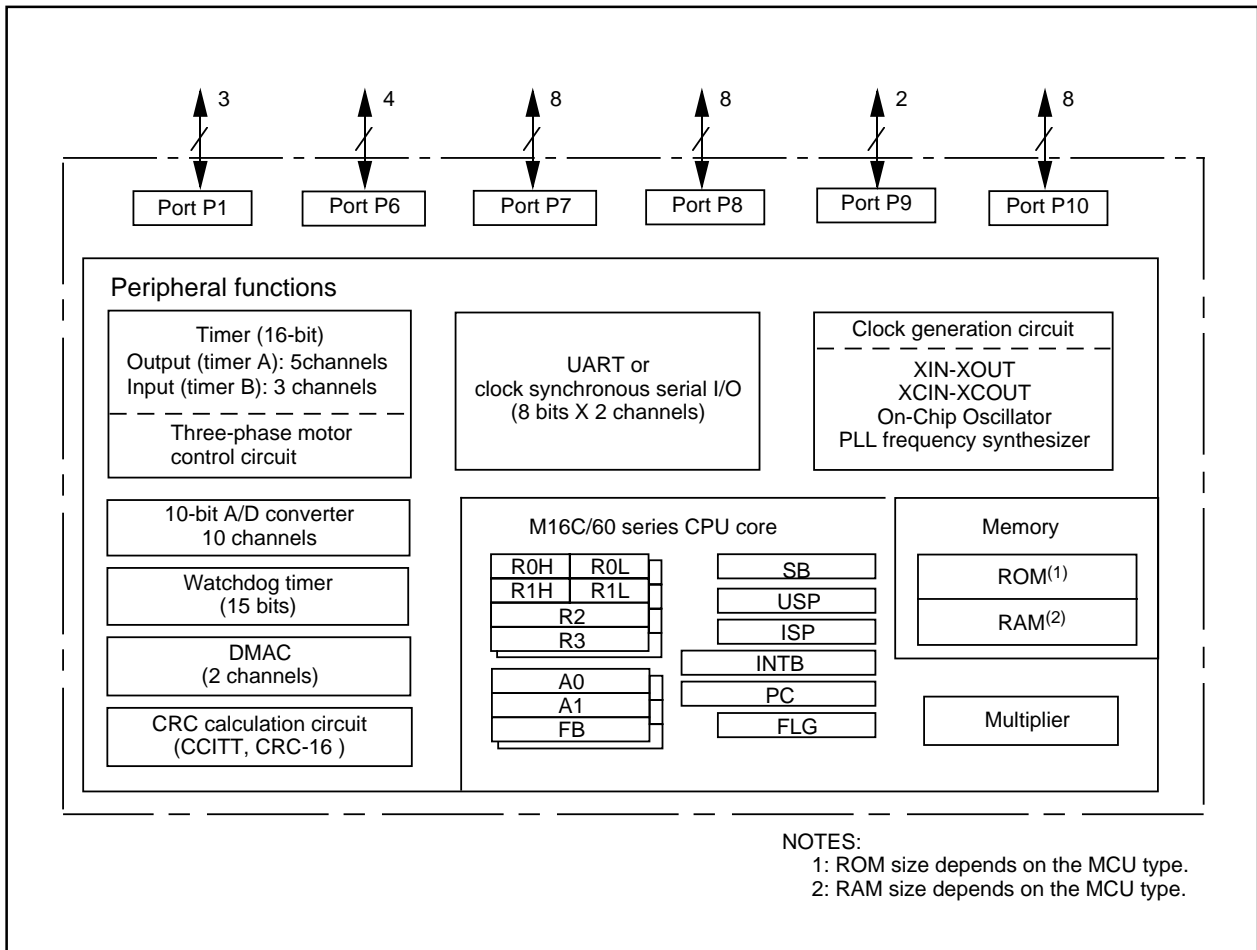 3
4
8
8
2
8
Port P1
Port P6
Port P7
Port P8
Port P9
Port P10
Peripheral functions
Timer (16-bit)
Output (timer A): 5channels
Input (timer B): 3 channels
Three-phase motor
control circuit
UART or
clock synchronous serial I/O
(8 bits X 2 channels)
Clock generation circuit
XIN-XOUT
XCIN-XCOUT
On-Chip Oscillator
PLL frequency synthesizer
10-bit A/D converter
10 channels
Watchdog timer
(15 bits)
DMAC
(2 channels)
CRC calculation circuit
(CCITT, CRC-16 )
M16C/60 series CPU core
R0H
R0L
R1H
R1L
R2
R3
A0
A1
FB
SB
USP
ISP
INTB
PC
FLG
Memory
ROM(1)
RAM(2)
Multiplier
NOTES:
1: ROM size depends on the MCU type.
2: RAM size depends on the MCU type.